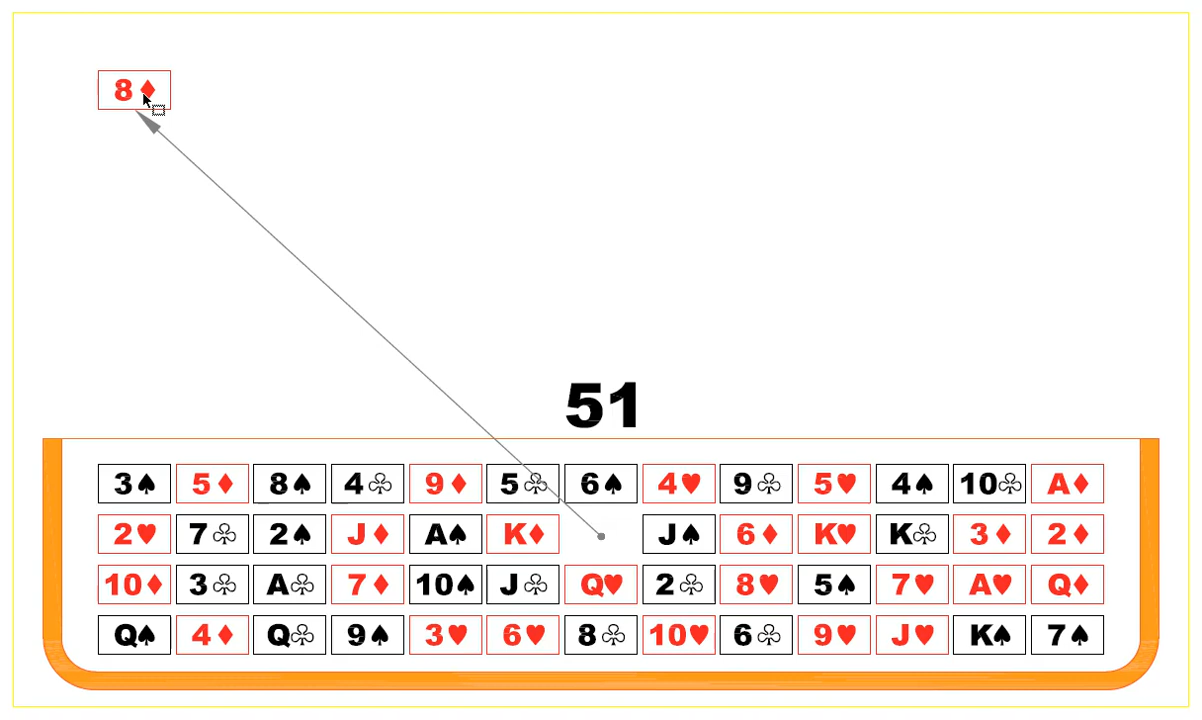 8♦
51
3♠ 5♦ 8♠ 4♧ 9♦ 5♧ 6♠ 4♥ 9♧ 5♥ 4♠ 10♧ A♦
2♥ 7♧ 2♠ J♦ A♠ K♦ J♠ 6♦ K♥ K♧ 3♦ 2♦
10♦ 3♧ A♧ 7♦ 10♠ J♧ Q♥ 2♧ 8♥ 5♠ 7♥ A♥ Q♦
Q♠ 4♦ Q♧ 9♠ 3♥ 6♥ 8♧ 10♥ 6♧ 9♥ J♥ K♠ 7♠